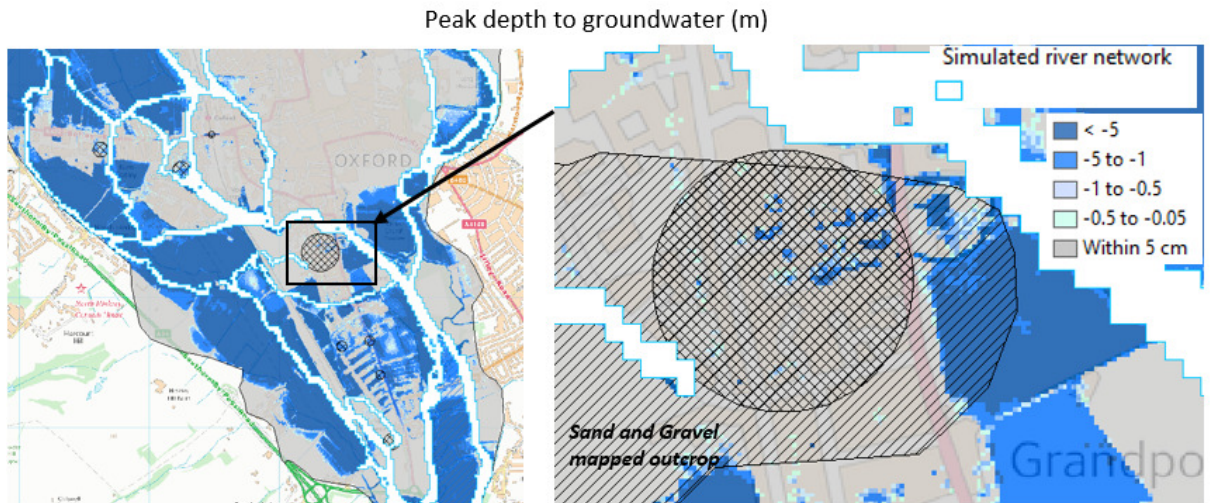 Peak depth to groundwater (m)
OXFORD
Simulated river network
< -5
-5 to -1
-1 to -0.5
-0.5 to -0.05
Within 5 cm
Sand and Gravel
mapped outcrop
Grandpo